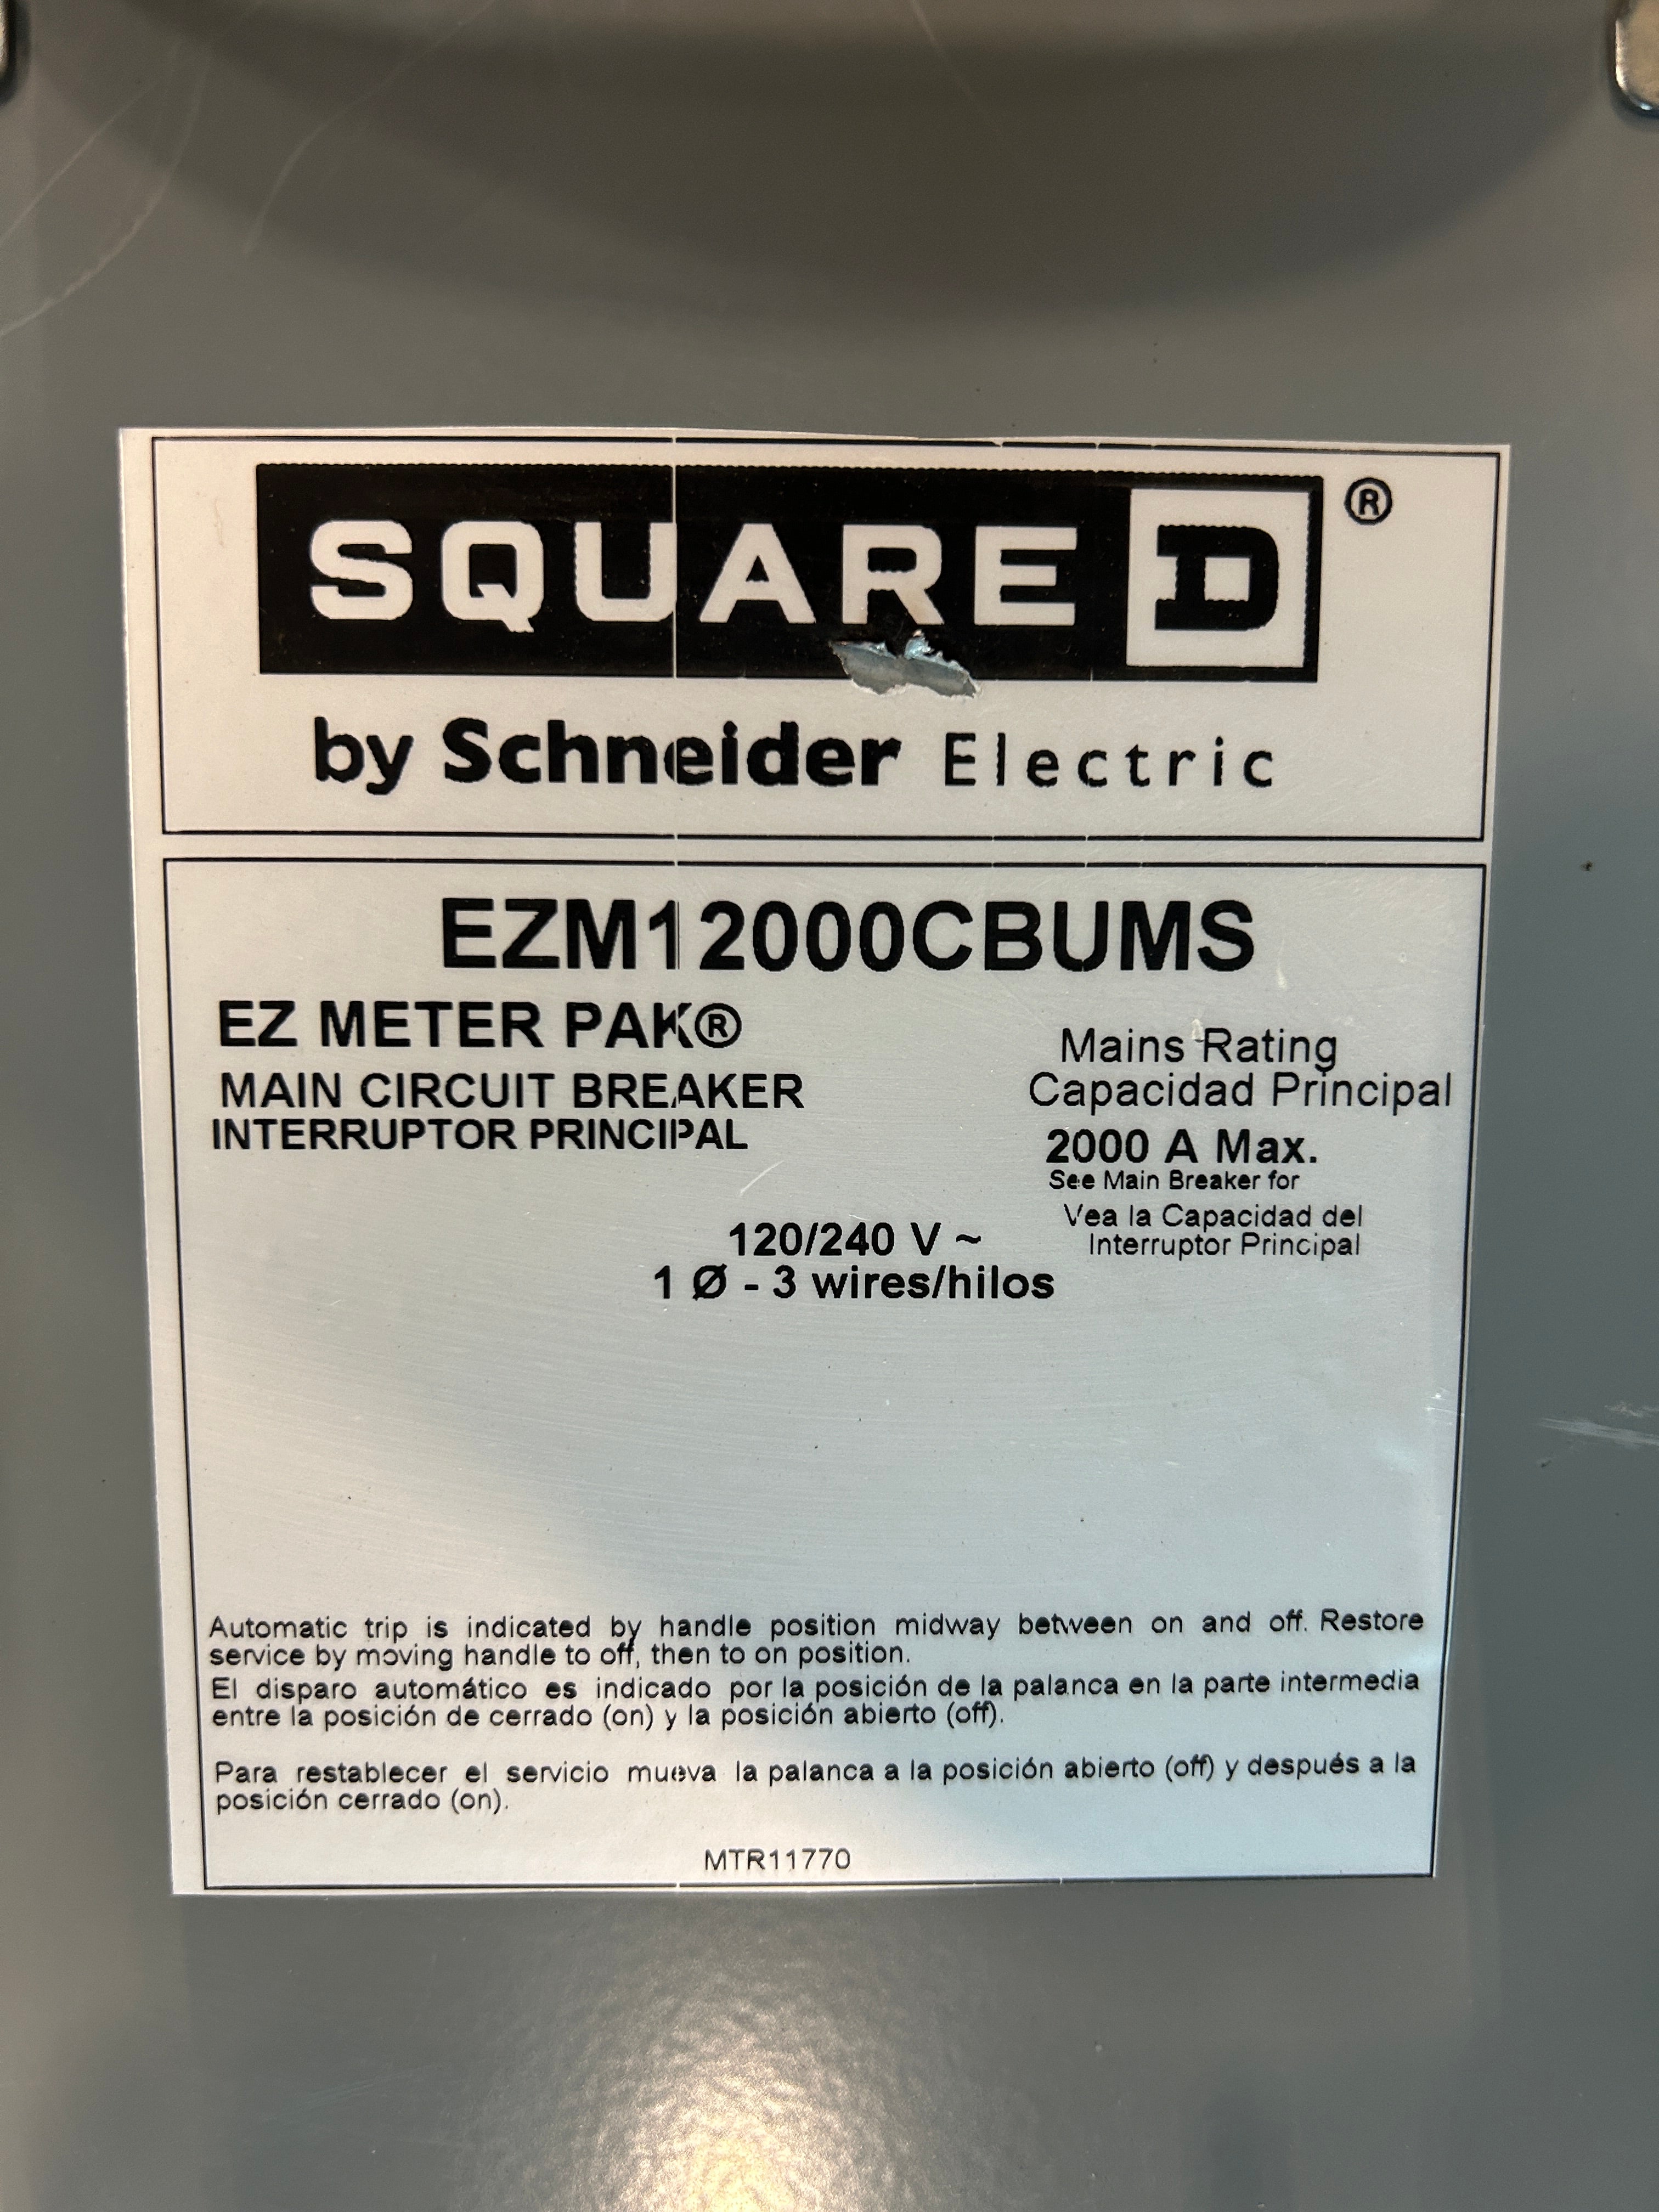 SQUARE D ®
by Schneider Electric
EZM12000CBUMS
EZ METER PAK®
MAIN CIRCUIT BREAKER
INTERRUPTOR PRINCIPAL
Mains Rating
Capacidad Principal
2000 A Max.
See Main Breaker for
Vea la Capacidad del
Interruptor Principal
120/240 V ~
1 Ø - 3 wires/hilos
Automatic trip is indicated by handle position midway between on and off. Restore
service by moving handle to off, then to on position.
El disparo automático es indicado por la posición de la palanca en la parte intermedia
entre la posición de cerrado (on) y la posición abierto (off).
Para restablecer el servicio mueva la palanca a la posición abierto (off) y después a la
posición cerrado (on).
MTR11770